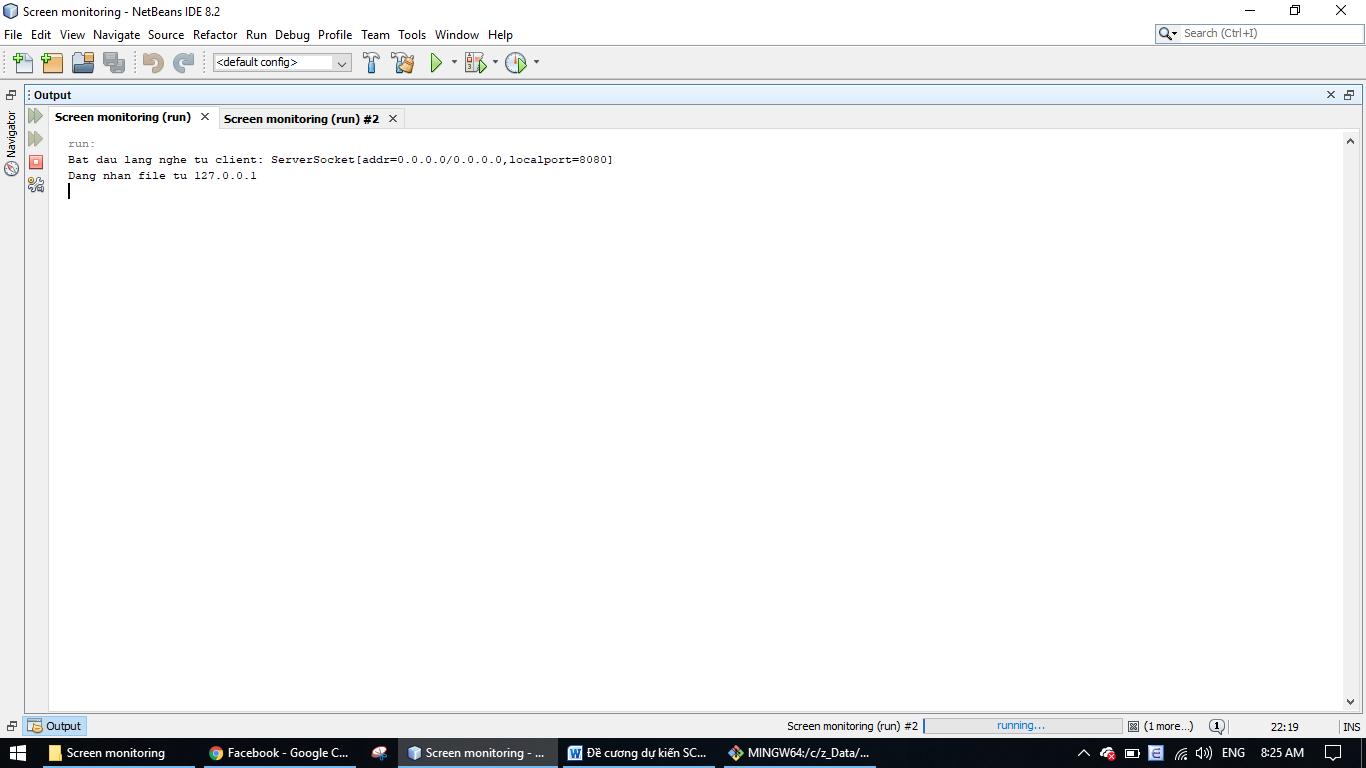 Screen monitoring - NetBeans IDE 8.2
File Edit View Navigate Source Refactor Run Debug Profile Team Tools Window Help
Search (Ctrl+I)
<default config>
Output
Navigator
Screen monitoring (run)
Screen monitoring (run) #2
run:
Bat dau lang nghe tu client: ServerSocket[addr=0.0.0.0/0.0.0.0,localport=8080]
Dang nhan file tu 127.0.0.1
Output
Screen monitoring (run) #2
running...
(1 more...)
1
22:19
INS
Screen monitoring
Facebook - Google C...
Screen monitoring - ...
Đề cương dự kiến SC...
MINGW64:/c/z_Data/...
ENG
8:25 AM